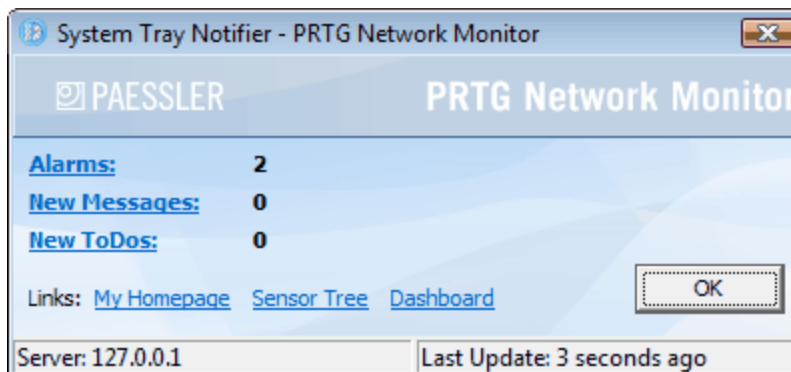 System Tray Notifier - PRTG Network Monitor
PAESSLER PRTG Network Monitor
Alarms: 2
New Messages: 0
New ToDos: 0
Links: My Homepage Sensor Tree Dashboard OK
Server: 127.0.0.1 Last Update: 3 seconds ago